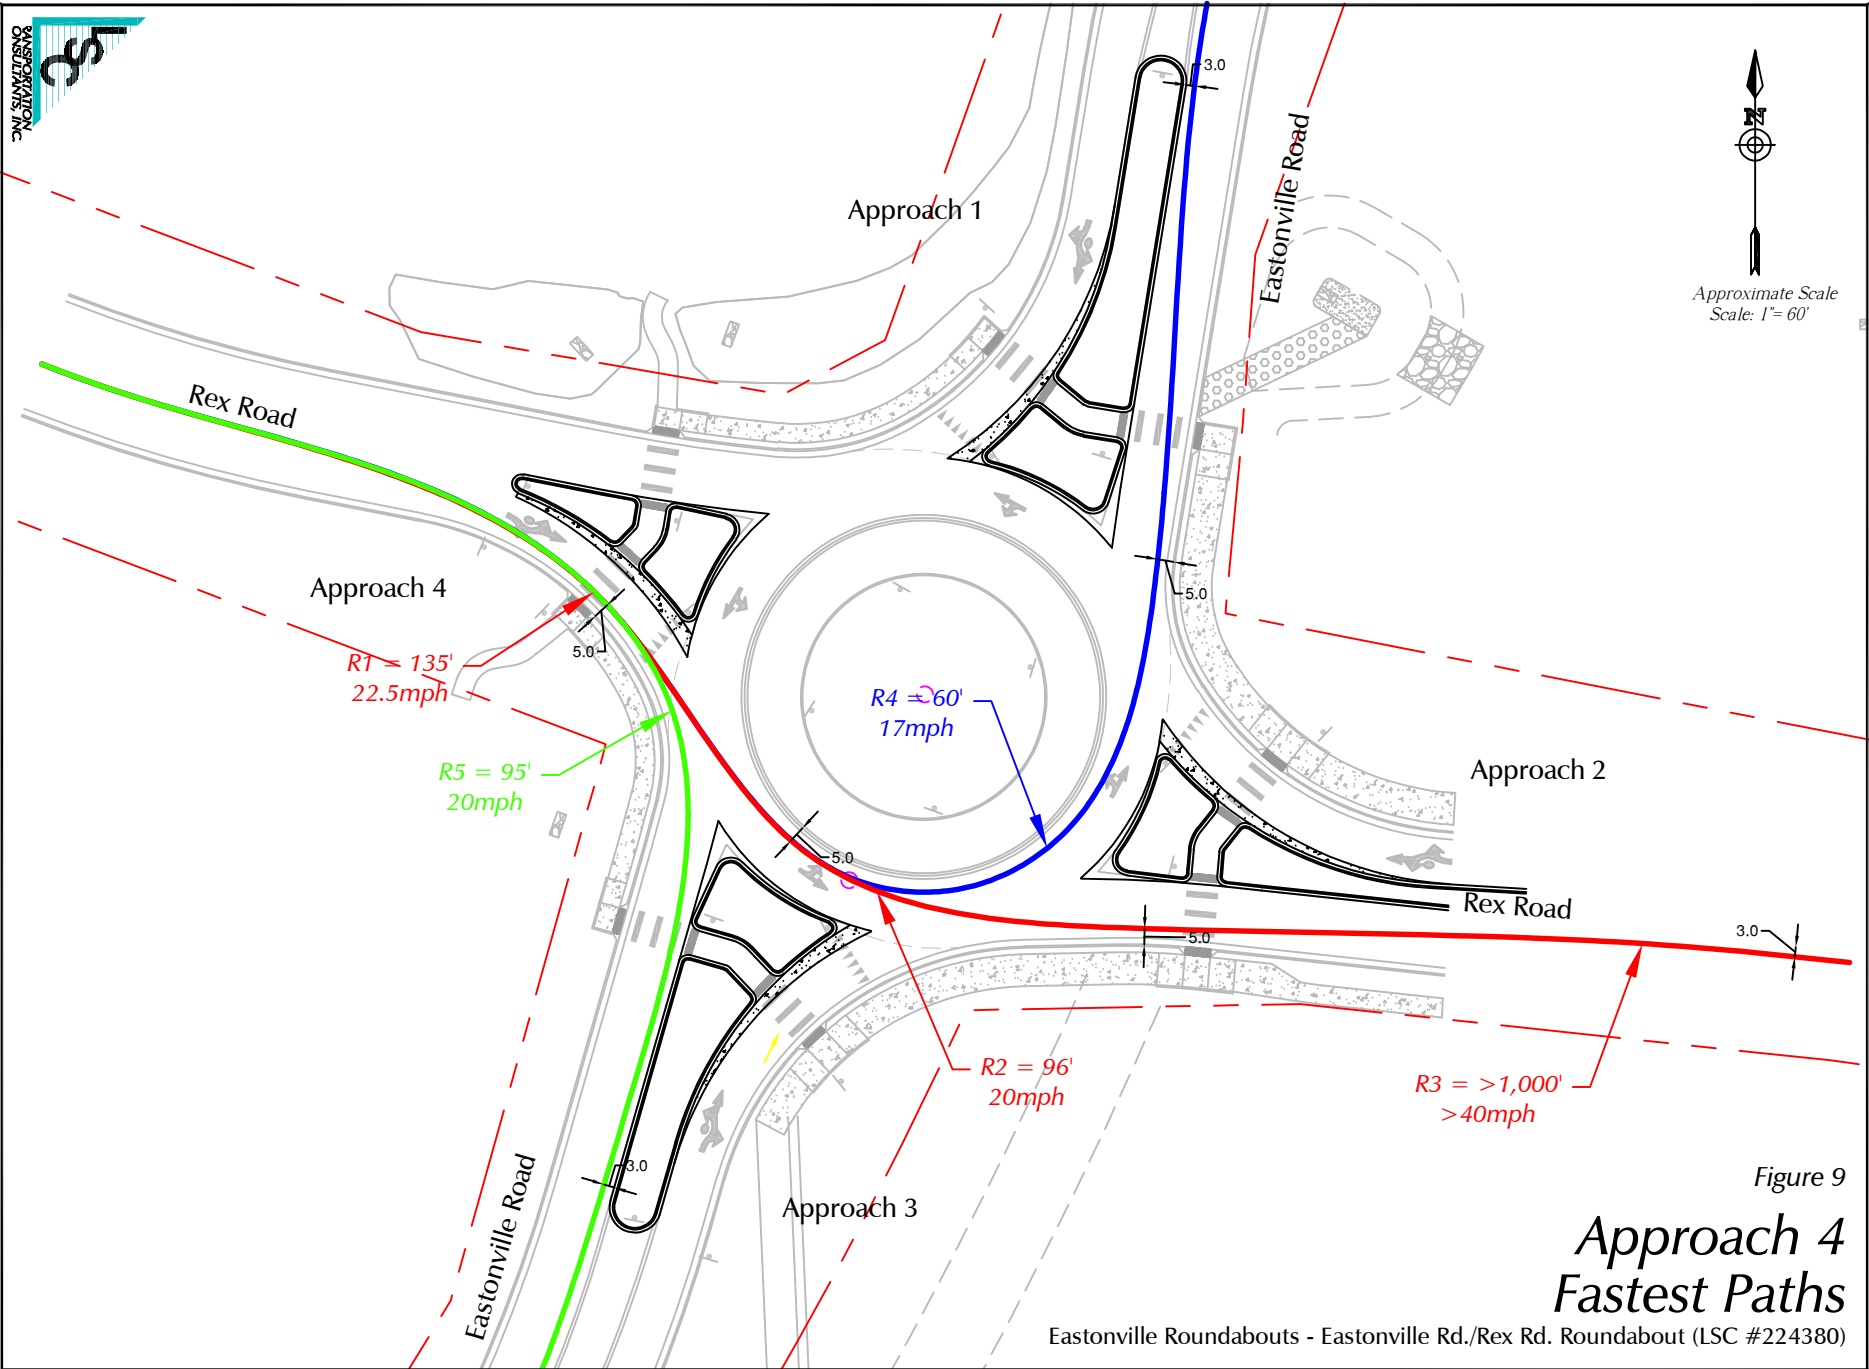 LSC
TRANSPORTATION
CONSULTANTS, INC.
3.0
N
Eastonville Road
Approach 1
Approximate Scale
Scale: 1"= 60'
Rex Road
Approach 4
5.0
5.0
R1 = 135'
22.5mph
R4 = 60'
17mph
R5 = 95'
20mph
Approach 2
5.0
Rex Road
5.0
3.0
R2 = 96'
20mph
R3 = >1,000'
>40mph
3.0
Eastonville Road
Approach 3
Figure 9
Approach 4
Fastest Paths
Eastonville Roundabouts - Eastonville Rd./Rex Rd. Roundabout (LSC #224380)